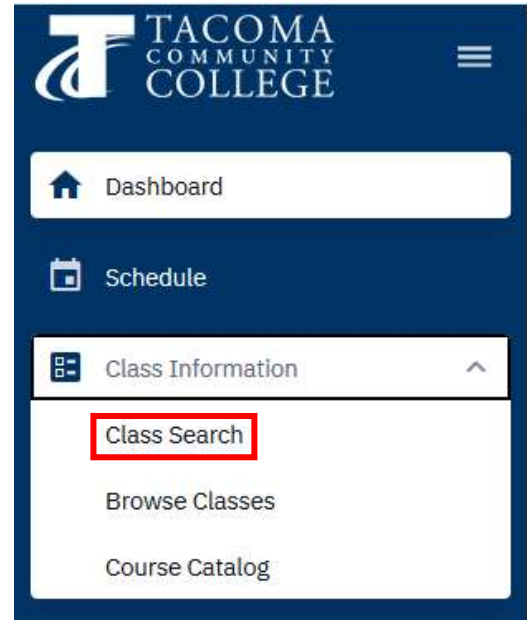 TACOMA
COMMUNITY
COLLEGE
Dashboard
Schedule
Class Information
Class Search
Browse Classes
Course Catalog